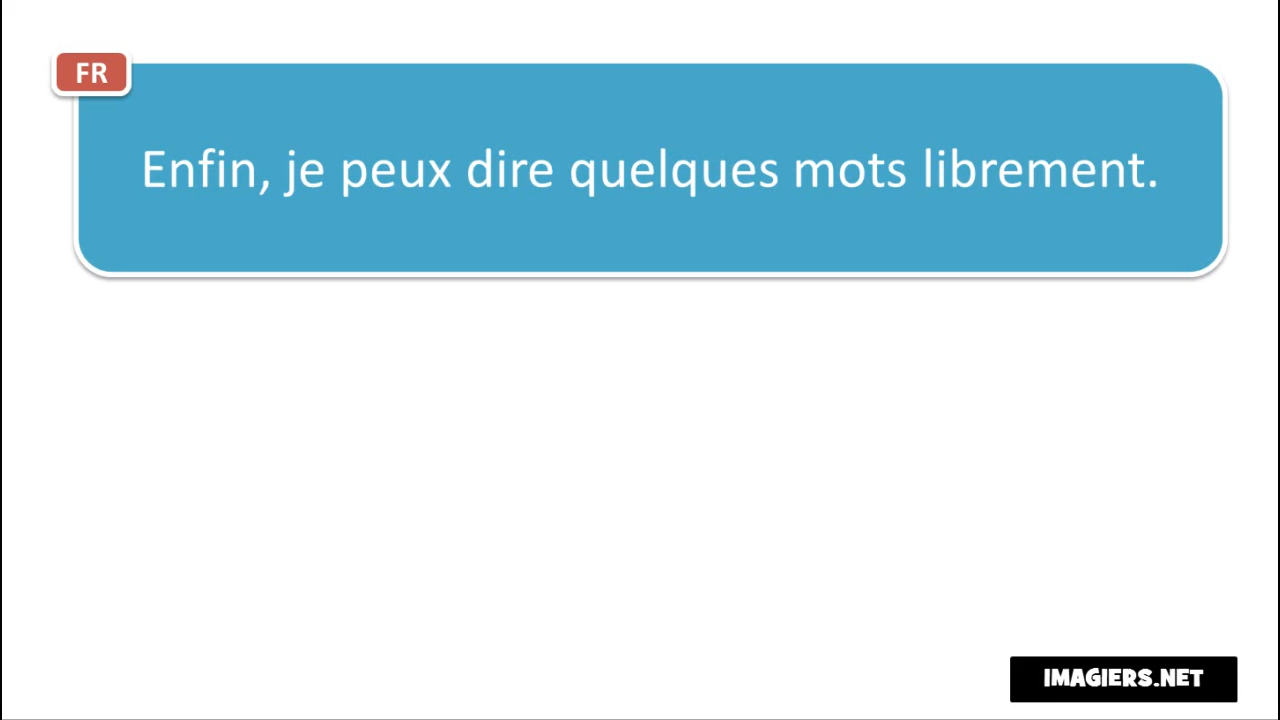 FR
Enfin, je peux dire quelques mots librement.
IMAGIERS.NET